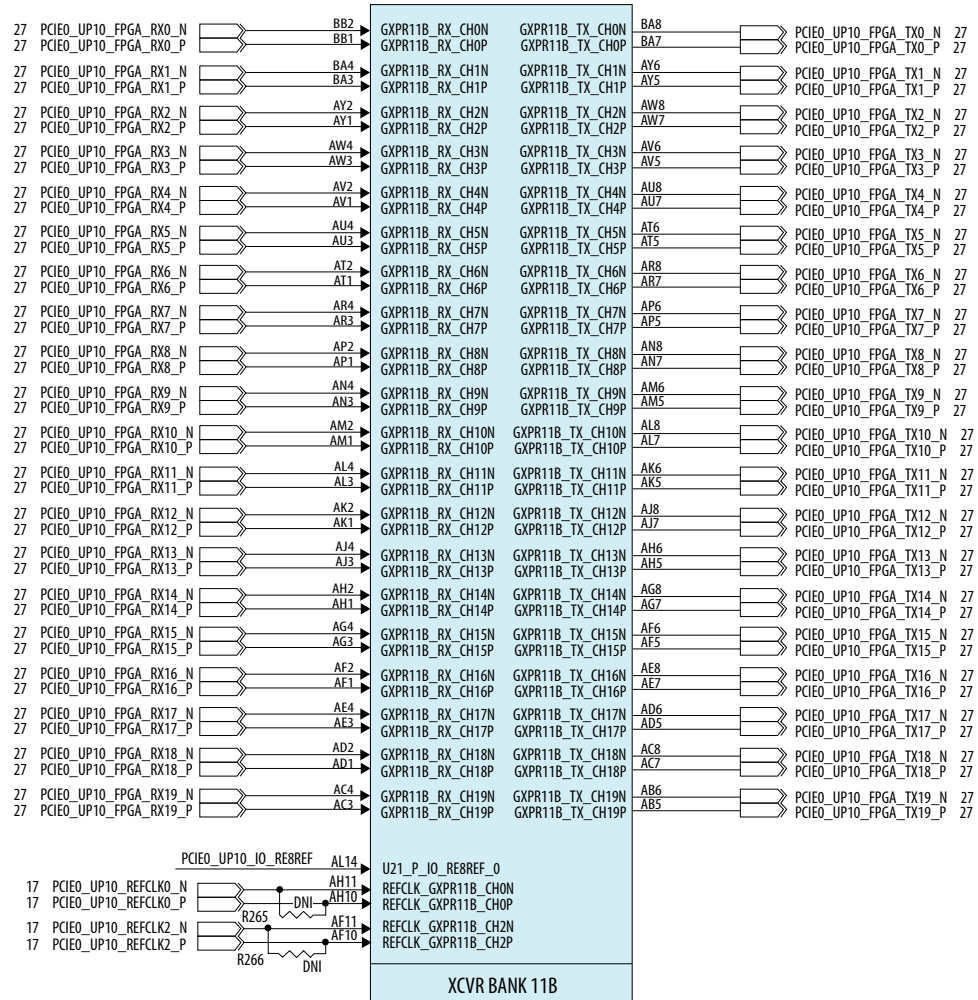 27 PCIE0_UP10_FPGA_RX0_N BB2 GXPR11B_RX_CH0N GXPR11B_TX_CH0N BA8 PCIE0_UP10_FPGA_TX0_N 27
27 PCIE0_UP10_FPGA_RX0_P BB1 GXPR11B_RX_CH0P GXPR11B_TX_CH0P BA7 PCIE0_UP10_FPGA_TX0_P 27
27 PCIE0_UP10_FPGA_RX1_N BA4 GXPR11B_RX_CH1N GXPR11B_TX_CH1N AY6 PCIE0_UP10_FPGA_TX1_N 27
27 PCIE0_UP10_FPGA_RX1_P BA3 GXPR11B_RX_CH1P GXPR11B_TX_CH1P AY5 PCIE0_UP10_FPGA_TX1_P 27
27 PCIE0_UP10_FPGA_RX2_N AY2 GXPR11B_RX_CH2N GXPR11B_TX_CH2N AW8 PCIE0_UP10_FPGA_TX2_N 27
27 PCIE0_UP10_FPGA_RX2_P AY1 GXPR11B_RX_CH2P GXPR11B_TX_CH2P AW7 PCIE0_UP10_FPGA_TX2_P 27
27 PCIE0_UP10_FPGA_RX3_N AW4 GXPR11B_RX_CH3N GXPR11B_TX_CH3N AV6 PCIE0_UP10_FPGA_TX3_N 27
27 PCIE0_UP10_FPGA_RX3_P AW3 GXPR11B_RX_CH3P GXPR11B_TX_CH3P AV5 PCIE0_UP10_FPGA_TX3_P 27
27 PCIE0_UP10_FPGA_RX4_N AV2 GXPR11B_RX_CH4N GXPR11B_TX_CH4N AU8 PCIE0_UP10_FPGA_TX4_N 27
27 PCIE0_UP10_FPGA_RX4_P AV1 GXPR11B_RX_CH4P GXPR11B_TX_CH4P AU7 PCIE0_UP10_FPGA_TX4_P 27
27 PCIE0_UP10_FPGA_RX5_N AU4 GXPR11B_RX_CH5N GXPR11B_TX_CH5N AT6 PCIE0_UP10_FPGA_TX5_N 27
27 PCIE0_UP10_FPGA_RX5_P AU3 GXPR11B_RX_CH5P GXPR11B_TX_CH5P AT5 PCIE0_UP10_FPGA_TX5_P 27
27 PCIE0_UP10_FPGA_RX6_N AT2 GXPR11B_RX_CH6N GXPR11B_TX_CH6N AR8 PCIE0_UP10_FPGA_TX6_N 27
27 PCIE0_UP10_FPGA_RX6_P AT1 GXPR11B_RX_CH6P GXPR11B_TX_CH6P AR7 PCIE0_UP10_FPGA_TX6_P 27
27 PCIE0_UP10_FPGA_RX7_N AR4 GXPR11B_RX_CH7N GXPR11B_TX_CH7N AP6 PCIE0_UP10_FPGA_TX7_N 27
27 PCIE0_UP10_FPGA_RX7_P AR3 GXPR11B_RX_CH7P GXPR11B_TX_CH7P AP5 PCIE0_UP10_FPGA_TX7_P 27
27 PCIE0_UP10_FPGA_RX8_N AP2 GXPR11B_RX_CH8N GXPR11B_TX_CH8N AN8 PCIE0_UP10_FPGA_TX8_N 27
27 PCIE0_UP10_FPGA_RX8_P AP1 GXPR11B_RX_CH8P GXPR11B_TX_CH8P AN7 PCIE0_UP10_FPGA_TX8_P 27
27 PCIE0_UP10_FPGA_RX9_N AN4 GXPR11B_RX_CH9N GXPR11B_TX_CH9N AM6 PCIE0_UP10_FPGA_TX9_N 27
27 PCIE0_UP10_FPGA_RX9_P AN3 GXPR11B_RX_CH9P GXPR11B_TX_CH9P AM5 PCIE0_UP10_FPGA_TX9_P 27
27 PCIE0_UP10_FPGA_RX10_N AM2 GXPR11B_RX_CH10N GXPR11B_TX_CH10N AL8 PCIE0_UP10_FPGA_TX10_N 27
27 PCIE0_UP10_FPGA_RX10_P AM1 GXPR11B_RX_CH10P GXPR11B_TX_CH10P AL7 PCIE0_UP10_FPGA_TX10_P 27
27 PCIE0_UP10_FPGA_RX11_N AL4 GXPR11B_RX_CH11N GXPR11B_TX_CH11N AK6 PCIE0_UP10_FPGA_TX11_N 27
27 PCIE0_UP10_FPGA_RX11_P AL3 GXPR11B_RX_CH11P GXPR11B_TX_CH11P AK5 PCIE0_UP10_FPGA_TX11_P 27
27 PCIE0_UP10_FPGA_RX12_N AK2 GXPR11B_RX_CH12N GXPR11B_TX_CH12N AJ8 PCIE0_UP10_FPGA_TX12_N 27
27 PCIE0_UP10_FPGA_RX12_P AK1 GXPR11B_RX_CH12P GXPR11B_TX_CH12P AJ7 PCIE0_UP10_FPGA_TX12_P 27
27 PCIE0_UP10_FPGA_RX13_N AJ4 GXPR11B_RX_CH13N GXPR11B_TX_CH13N AH6 PCIE0_UP10_FPGA_TX13_N 27
27 PCIE0_UP10_FPGA_RX13_P AJ3 GXPR11B_RX_CH13P GXPR11B_TX_CH13P AH5 PCIE0_UP10_FPGA_TX13_P 27
27 PCIE0_UP10_FPGA_RX14_N AH2 GXPR11B_RX_CH14N GXPR11B_TX_CH14N AG8 PCIE0_UP10_FPGA_TX14_N 27
27 PCIE0_UP10_FPGA_RX14_P AH1 GXPR11B_RX_CH14P GXPR11B_TX_CH14P AG7 PCIE0_UP10_FPGA_TX14_P 27
27 PCIE0_UP10_FPGA_RX15_N AG4 GXPR11B_RX_CH15N GXPR11B_TX_CH15N AF6 PCIE0_UP10_FPGA_TX15_N 27
27 PCIE0_UP10_FPGA_RX15_P AG3 GXPR11B_RX_CH15P GXPR11B_TX_CH15P AF5 PCIE0_UP10_FPGA_TX15_P 27
27 PCIE0_UP10_FPGA_RX16_N AF2 GXPR11B_RX_CH16N GXPR11B_TX_CH16N AE8 PCIE0_UP10_FPGA_TX16_N 27
27 PCIE0_UP10_FPGA_RX16_P AF1 GXPR11B_RX_CH16P GXPR11B_TX_CH16P AE7 PCIE0_UP10_FPGA_TX16_P 27
27 PCIE0_UP10_FPGA_RX17_N AE4 GXPR11B_RX_CH17N GXPR11B_TX_CH17N AD6 PCIE0_UP10_FPGA_TX17_N 27
27 PCIE0_UP10_FPGA_RX17_P AE3 GXPR11B_RX_CH17P GXPR11B_TX_CH17P AD5 PCIE0_UP10_FPGA_TX17_P 27
27 PCIE0_UP10_FPGA_RX18_N AD2 GXPR11B_RX_CH18N GXPR11B_TX_CH18N AC8 PCIE0_UP10_FPGA_TX18_N 27
27 PCIE0_UP10_FPGA_RX18_P AD1 GXPR11B_RX_CH18P GXPR11B_TX_CH18P AC7 PCIE0_UP10_FPGA_TX18_P 27
27 PCIE0_UP10_FPGA_RX19_N AC4 GXPR11B_RX_CH19N GXPR11B_TX_CH19N AB6 PCIE0_UP10_FPGA_TX19_N 27
27 PCIE0_UP10_FPGA_RX19_P AC3 GXPR11B_RX_CH19P GXPR11B_TX_CH19P AB5 PCIE0_UP10_FPGA_TX19_P 27
PCIE0_UP10_IO_RE8REF AL14 U21_P_IO_RE8REF_0
17 PCIE0_UP10_REFCLK0_N AH11 REFCLK_GXPR11B_CH0N
17 PCIE0_UP10_REFCLK0_P DNI AH10 REFCLK_GXPR11B_CH0P
R265
17 PCIE0_UP10_REFCLK2_N AF11 REFCLK_GXPR11B_CH2N
17 PCIE0_UP10_REFCLK2_P AF10 REFCLK_GXPR11B_CH2P
R266 DNI
XCVR BANK 11B